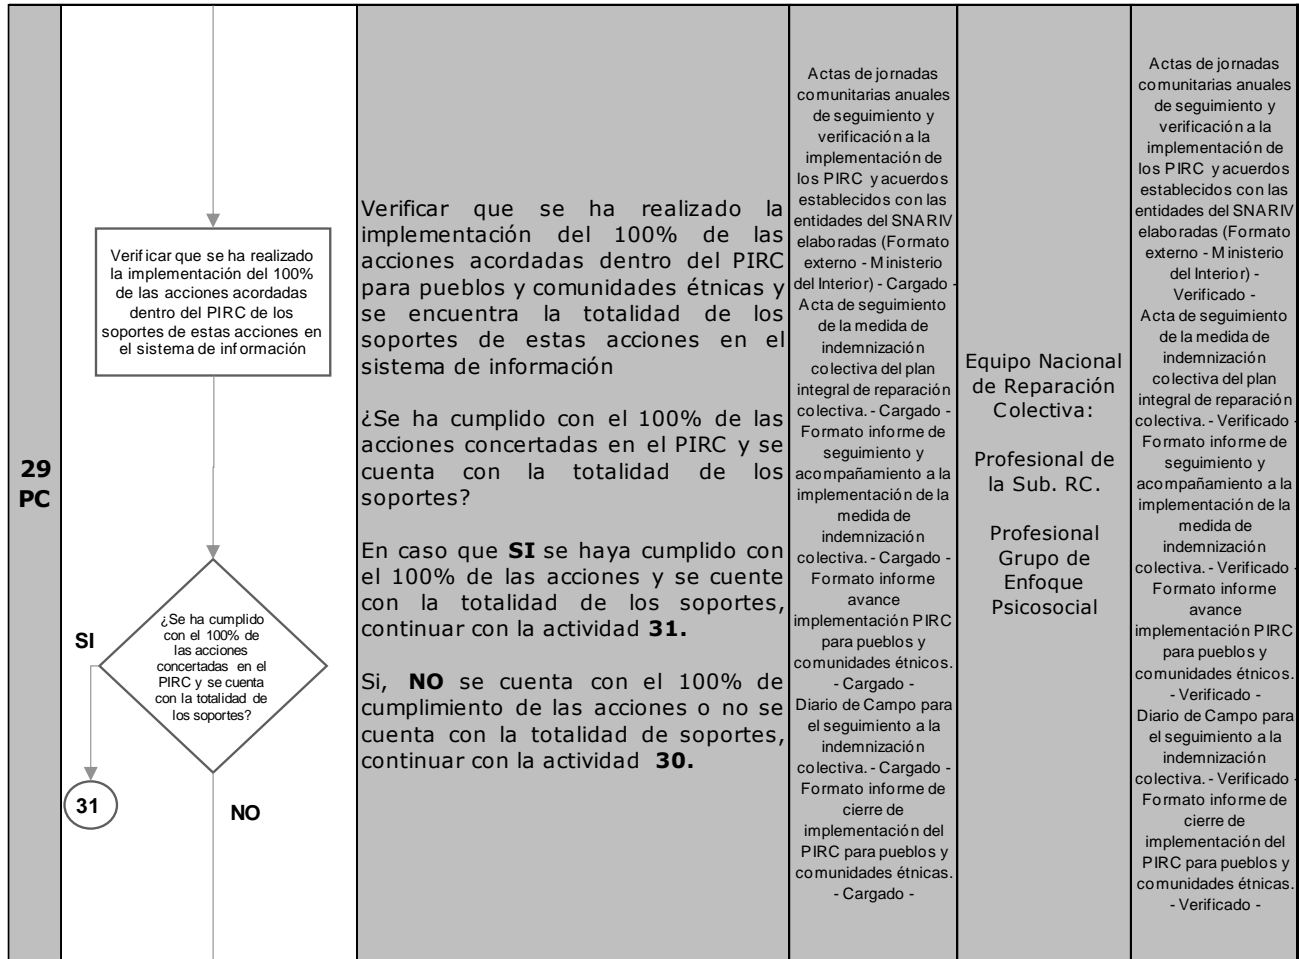 29
PC
Verificar que se ha realizado
la implementación del 100%
de las acciones acordadas
dentro del PIRC de los
soportes de estas acciones en
el sistema de información
¿Se ha cumplido
con el 100% de
las acciones
concertadas en el
PIRC y se cuenta
con la totalidad de
los soportes?
SI
31
NO
Verificar que se ha realizado la
implementación del 100% de las
acciones acordadas dentro del PIRC
para pueblos y comunidades étnicas y
se encuentra la totalidad de los
soportes de estas acciones en el
sistema de información
¿Se ha cumplido con el 100% de las
acciones concertadas en el PIRC y se
cuenta con la totalidad de los
soportes?
En caso que SI se haya cumplido con
el 100% de las acciones y se cuente
con la totalidad de los soportes,
continuar con la actividad 31.
Si, NO se cuenta con el 100% de
cumplimiento de las acciones o no se
cuenta con la totalidad de soportes,
continuar con la actividad 30.
Actas de jornadas
comunitarias anuales
de seguimiento y
verificación a la
implementación de
los PIRC y acuerdos
establecidos con las
entidades del SNARIV
elaboradas (Formato
externo - Ministerio
del Interior) - Cargado -
Acta de seguimiento
de la medida de
indemnización
colectiva del plan
integral de reparación
colectiva. - Cargado -
Formato informe de
seguimiento y
acompañamiento a la
implementación de la
medida de
indemnización
colectiva. - Cargado -
Formato informe
avance
implementación PIRC
para pueblos y
comunidades étnicos.
- Cargado -
Diario de Campo para
el seguimiento a la
indemnización
colectiva. - Cargado -
Formato informe de
cierre de
implementación del
PIRC para pueblos y
comunidades étnicas.
- Cargado -
Equipo Nacional
de Reparación
Colectiva:
Profesional de
la Sub. RC.
Profesional
Grupo de
Enfoque
Psicosocial
Actas de jornadas
comunitarias anuales
de seguimiento y
verificación a la
implementación de
los PIRC y acuerdos
establecidos con las
entidades del SNARIV
elaboradas (Formato
externo - Ministerio
del Interior) -
Verificado -
Acta de seguimiento
de la medida de
indemnización
colectiva del plan
integral de reparación
colectiva. - Verificado -
Formato informe de
seguimiento y
acompañamiento a la
implementación de la
medida de
indemnización
colectiva. - Verificado -
Formato informe
avance
implementación PIRC
para pueblos y
comunidades étnicos.
- Verificado -
Diario de Campo para
el seguimiento a la
indemnización
colectiva. - Verificado -
Formato informe de
cierre de
implementación del
PIRC para pueblos y
comunidades étnicas.
- Verificado -